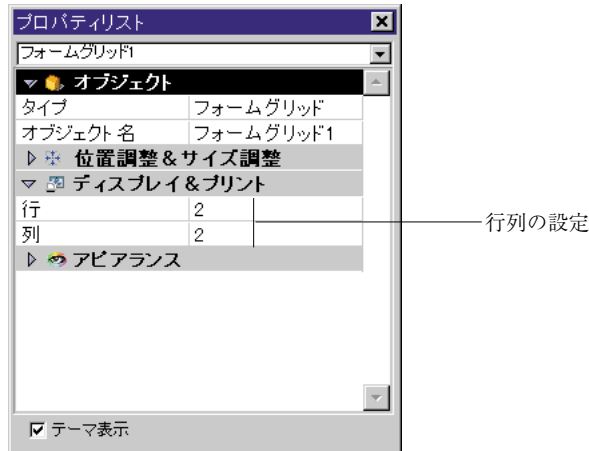 プロパティリスト
フォームグリッド1
オブジェクト
タイプ フォームグリッド
オブジェクト名 フォームグリッド1
位置調整&サイズ調整
ディスプレイ&プリント
行 2
列 2
行列の設定
アピアランス
テーマ表示